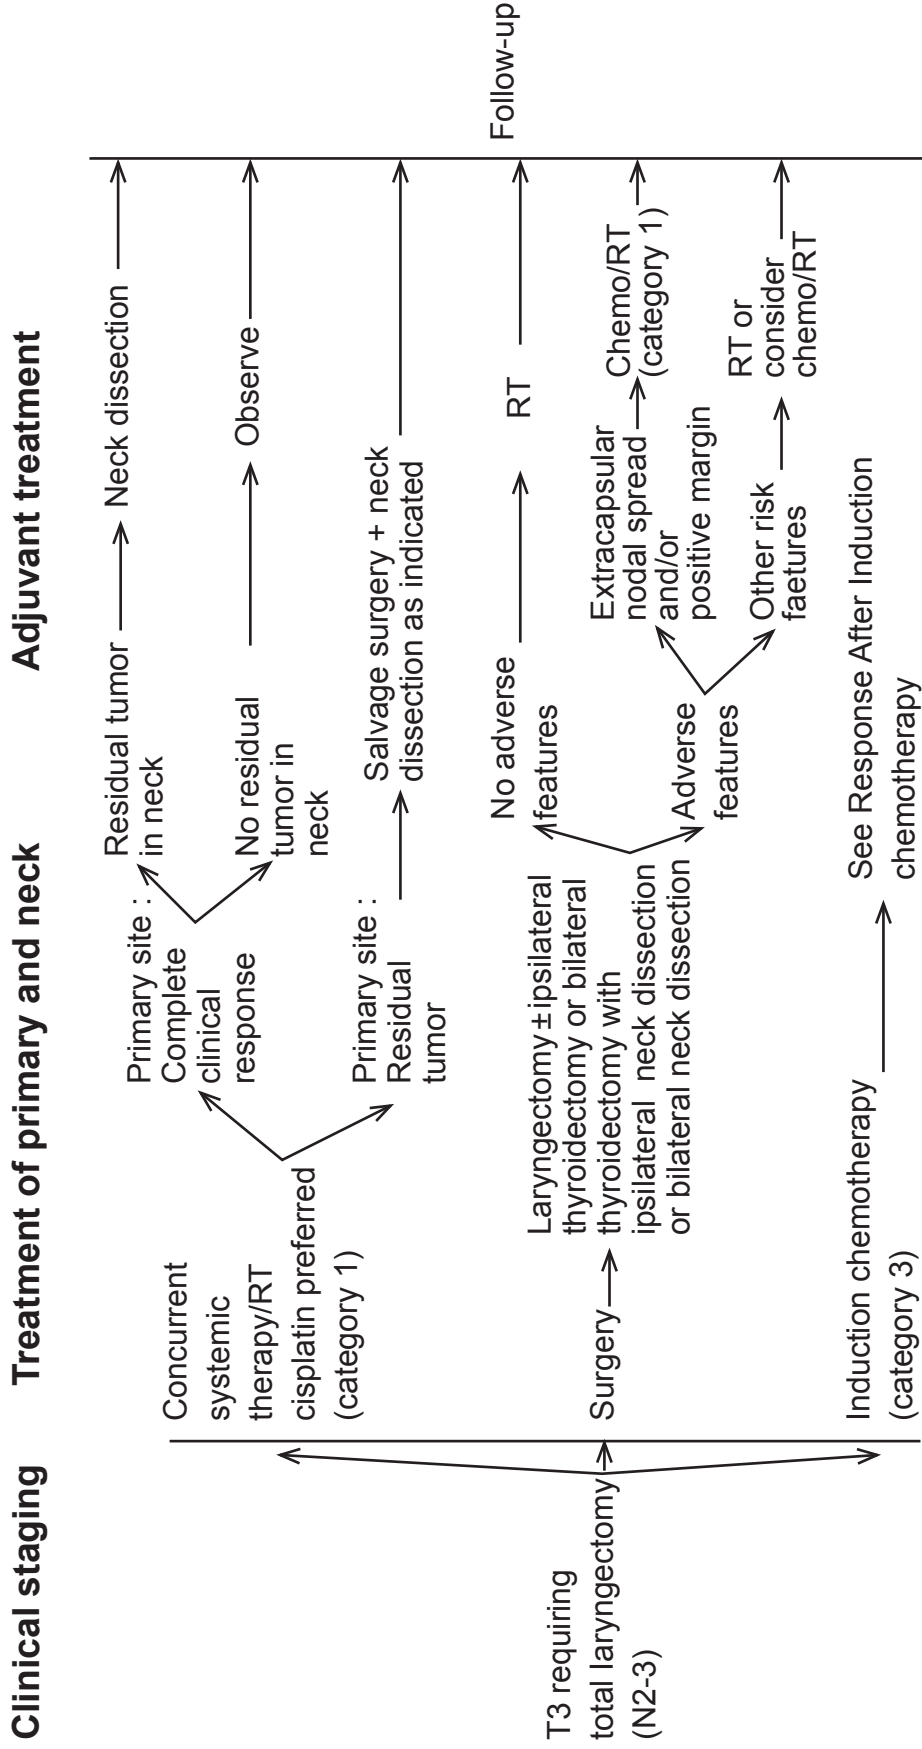 Clinical staging
Treatment of primary and neck
Adjuvant treatment
T3 requiring
total laryngectomy
(N2-3)
Concurrent
systemic
therapy/RT
cisplatin preferred
(category 1)
Primary site :
Complete
clinical
response
Residual tumor
in neck
Neck dissection
No residual
tumor in
neck
Observe
Primary site :
Residual
tumor
Salvage surgery + neck
dissection as indicated
Surgery
Laryngectomy ± ipsilateral
thyroidectomy or bilateral
thyroidectomy with
ipsilateral neck dissection
or bilateral neck dissection
No adverse
features
RT
Adverse
features
Extracapsular
nodal spread
and/or
positive margin
Chemo/RT
(category 1)
Other risk
faetures
RT or
consider
chemo/RT
Induction chemotherapy
(category 3)
See Response After Induction
chemotherapy
Follow-up